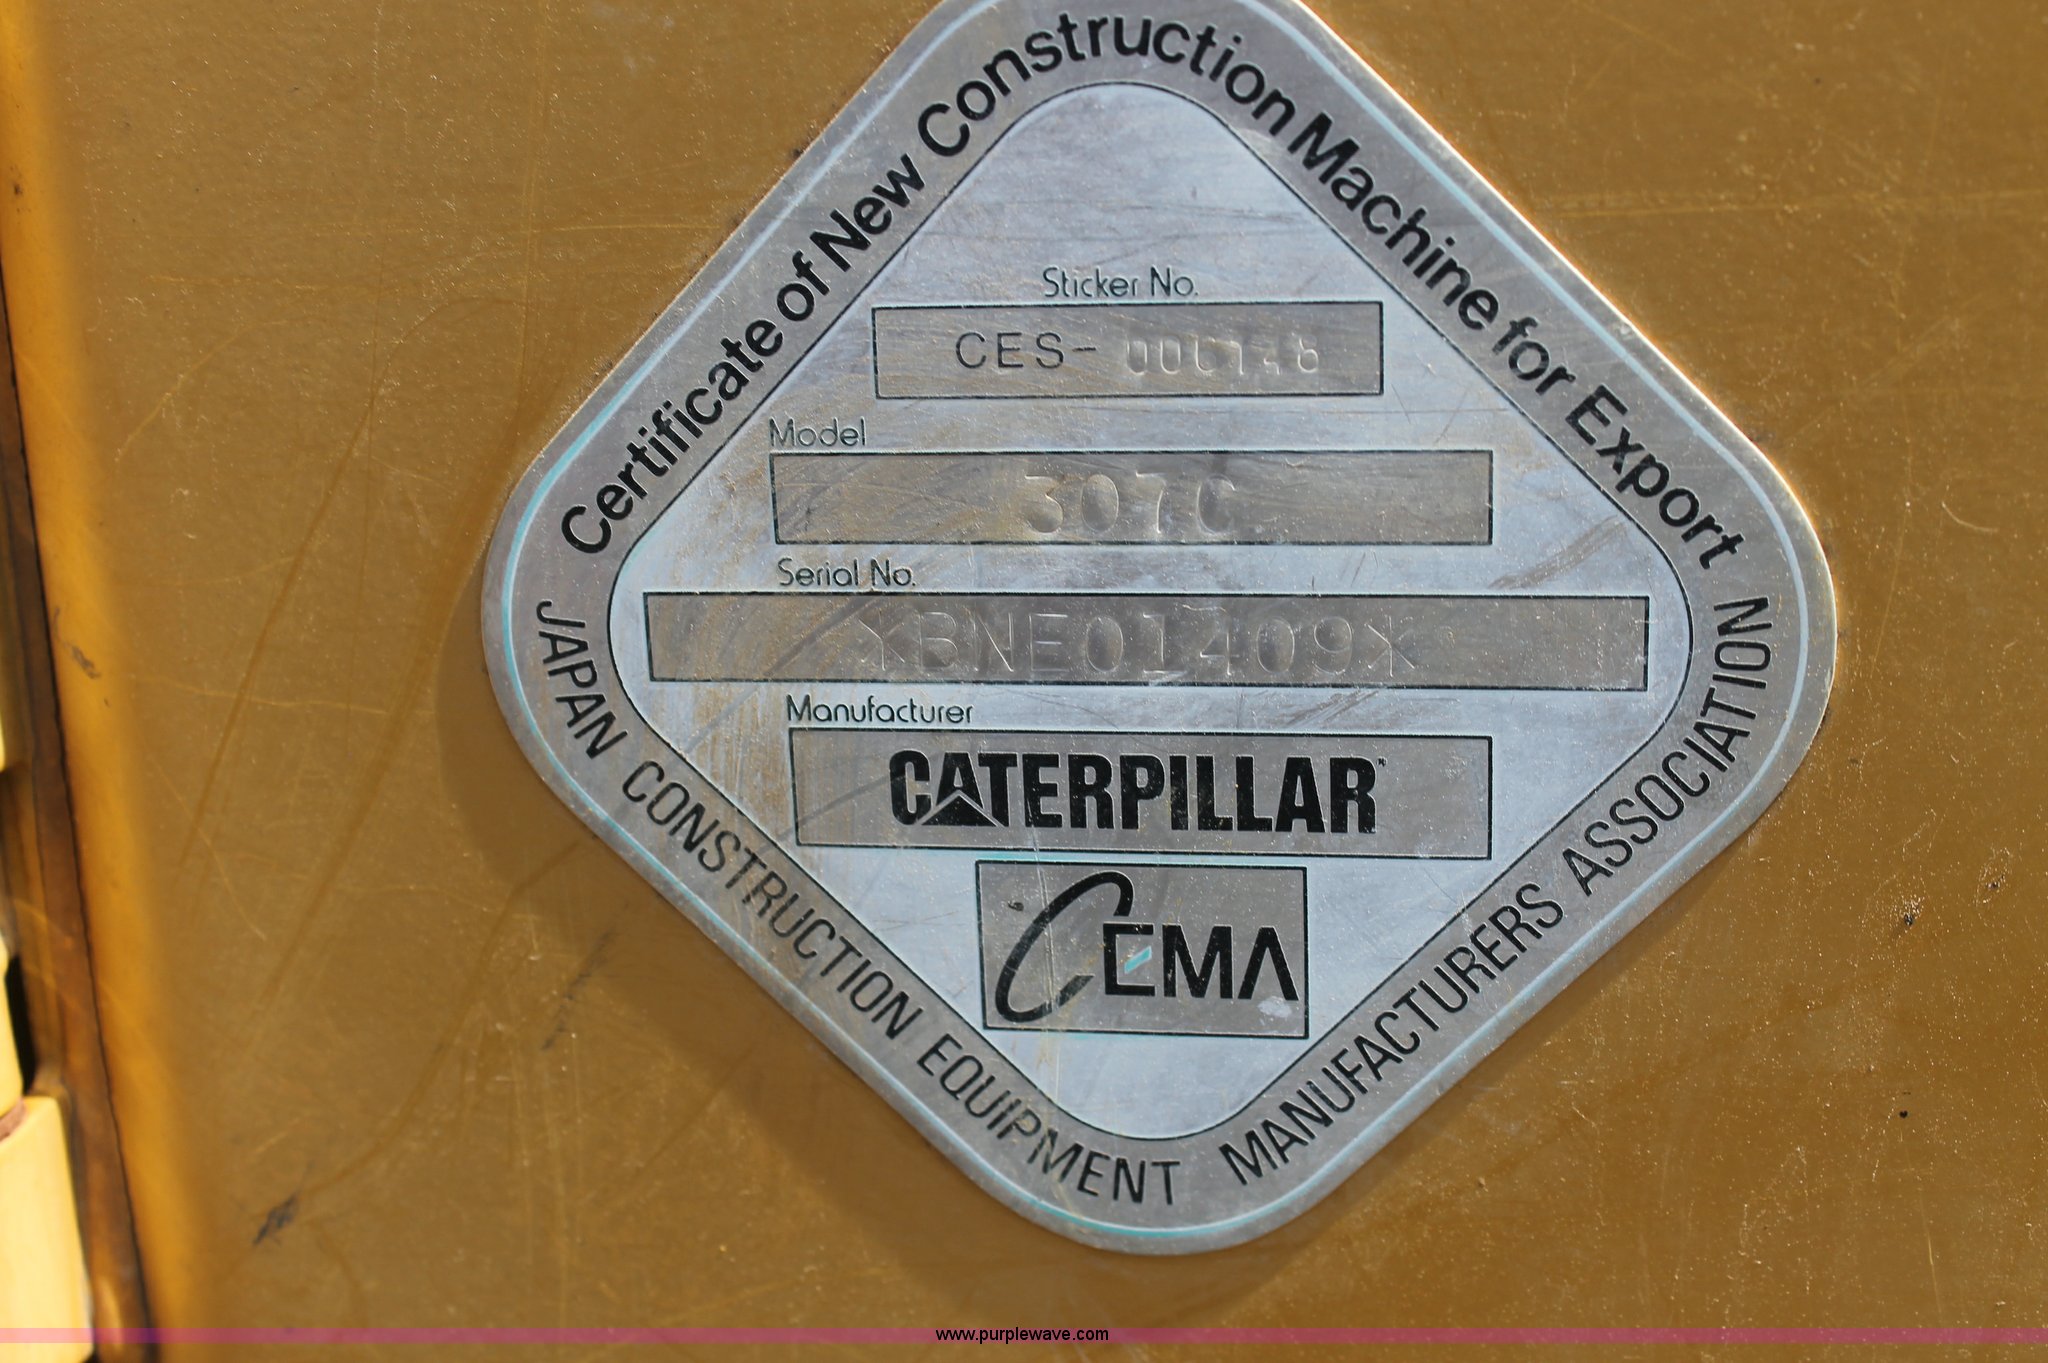 Certificate of New Construction Machine for Export
Sticker No.
CES-
Model
307C
Serial No.
*BNE01409*
Manufacturer
CATERPILLAR
CEMA
JAPAN CONSTRUCTION EQUIPMENT MANUFACTURERS ASSOCIATION
www.purplewave.com